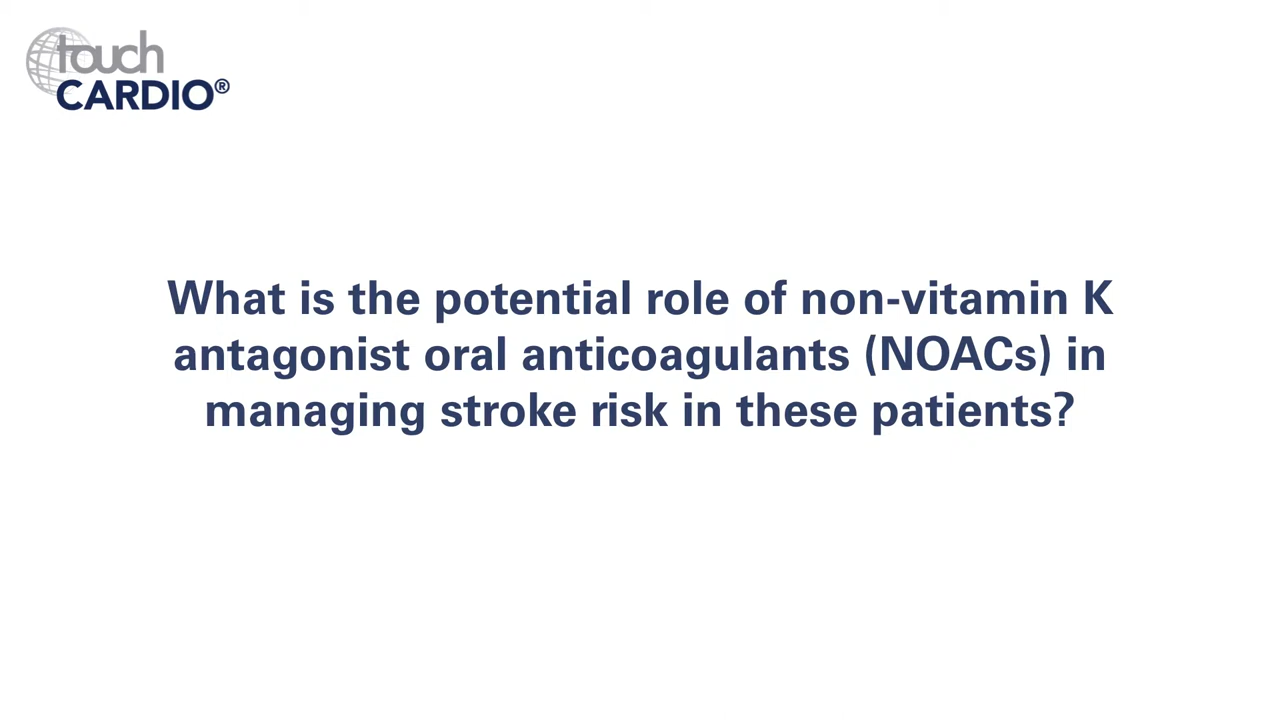 touch
CARDIO®
What is the potential role of non-vitamin K
antagonist oral anticoagulants (NOACs) in
managing stroke risk in these patients?